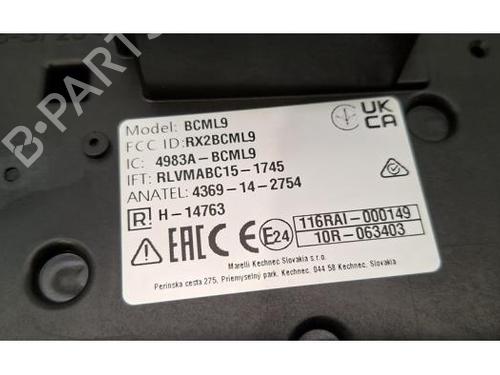 B-PARTS
UK
CA
Model: BCML9
FCC ID:RX2BCML9
IC: 4983A-BCML9
IFT: RLVMABC15-1745
ANATEL: 4369-14-2754
R H-14763
EAC CE E24
116RAI-000149
10R-063403
Marelli Kechnec Slovakia s.r.o.
Perinska cesta 275, Priemyselný park. Kechnec. 044 58 Kechnec, Slovakia